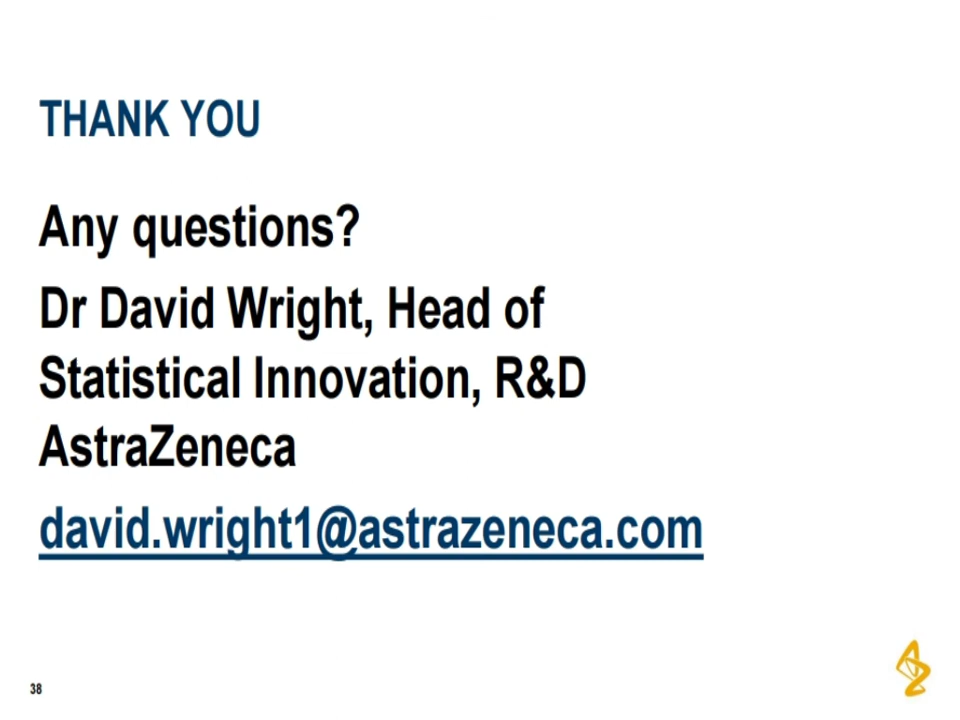 THANK YOU
Any questions?
Dr David Wright, Head of
Statistical Innovation, R&D
AstraZeneca
david.wright1@astrazeneca.com
38